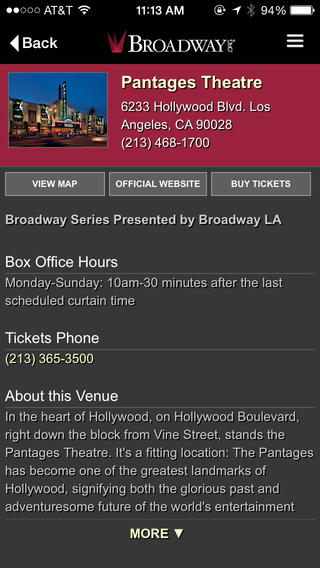 AT&T 11:13 AM 94%
Back BROADWAY.ORG
Pantages Theatre
6233 Hollywood Blvd. Los
Angeles, CA 90028
(213) 468-1700
VIEW MAP OFFICIAL WEBSITE BUY TICKETS
Broadway Series Presented by Broadway LA
Box Office Hours
Monday-Sunday: 10am-30 minutes after the last
scheduled curtain time
Tickets Phone
(213) 365-3500
About this Venue
In the heart of Hollywood, on Hollywood Boulevard,
right down the block from Vine Street, stands the
Pantages Theatre. It's a fitting location: The Pantages
has become one of the greatest landmarks of
Hollywood, signifying both the glorious past and
adventuresome future of the world's entertainment
MORE ▼